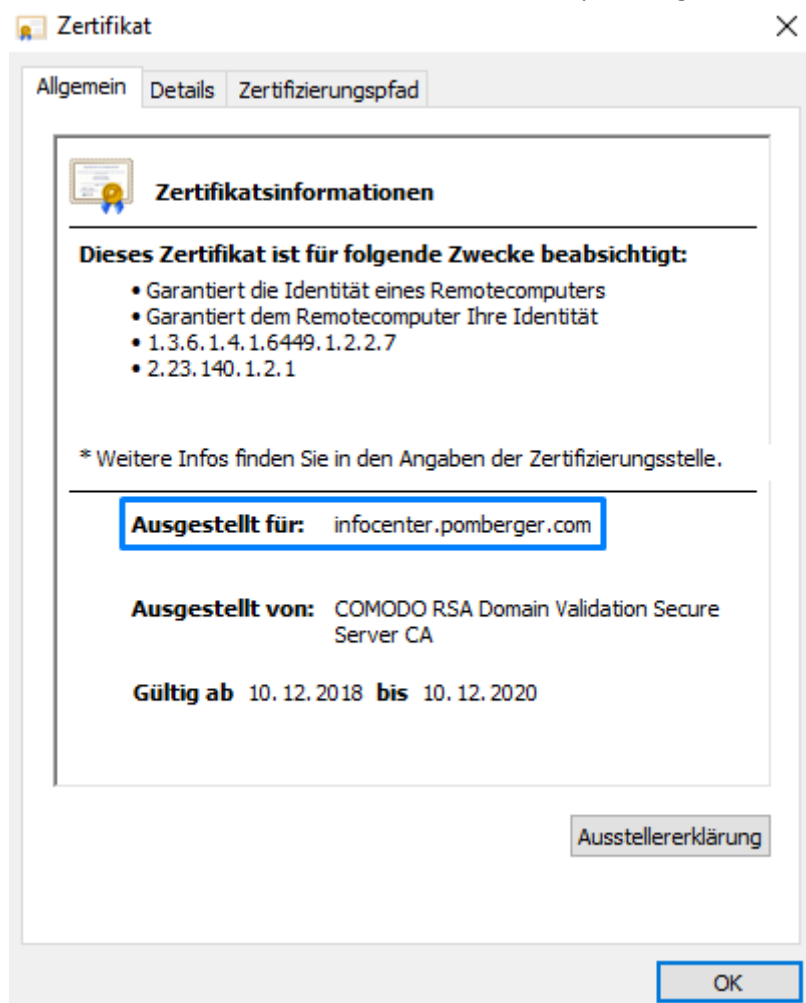 Zertifikat
Allgemein Details Zertifizierungspfad
Zertifikatsinformationen
Dieses Zertifikat ist für folgende Zwecke beabsichtigt:
• Garantiert die Identität eines Remotecomputers
• Garantiert dem Remotecomputer Ihre Identität
• 1.3.6.1.4.1.6449.1.2.2.7
• 2.23.140.1.2.1
* Weitere Infos finden Sie in den Angaben der Zertifizierungsstelle.
Ausgestellt für: infocenter.pomberger.com
Ausgestellt von: COMODO RSA Domain Validation Secure
Server CA
Gültig ab 10.12.2018 bis 10.12.2020
Ausstellererklärung
OK